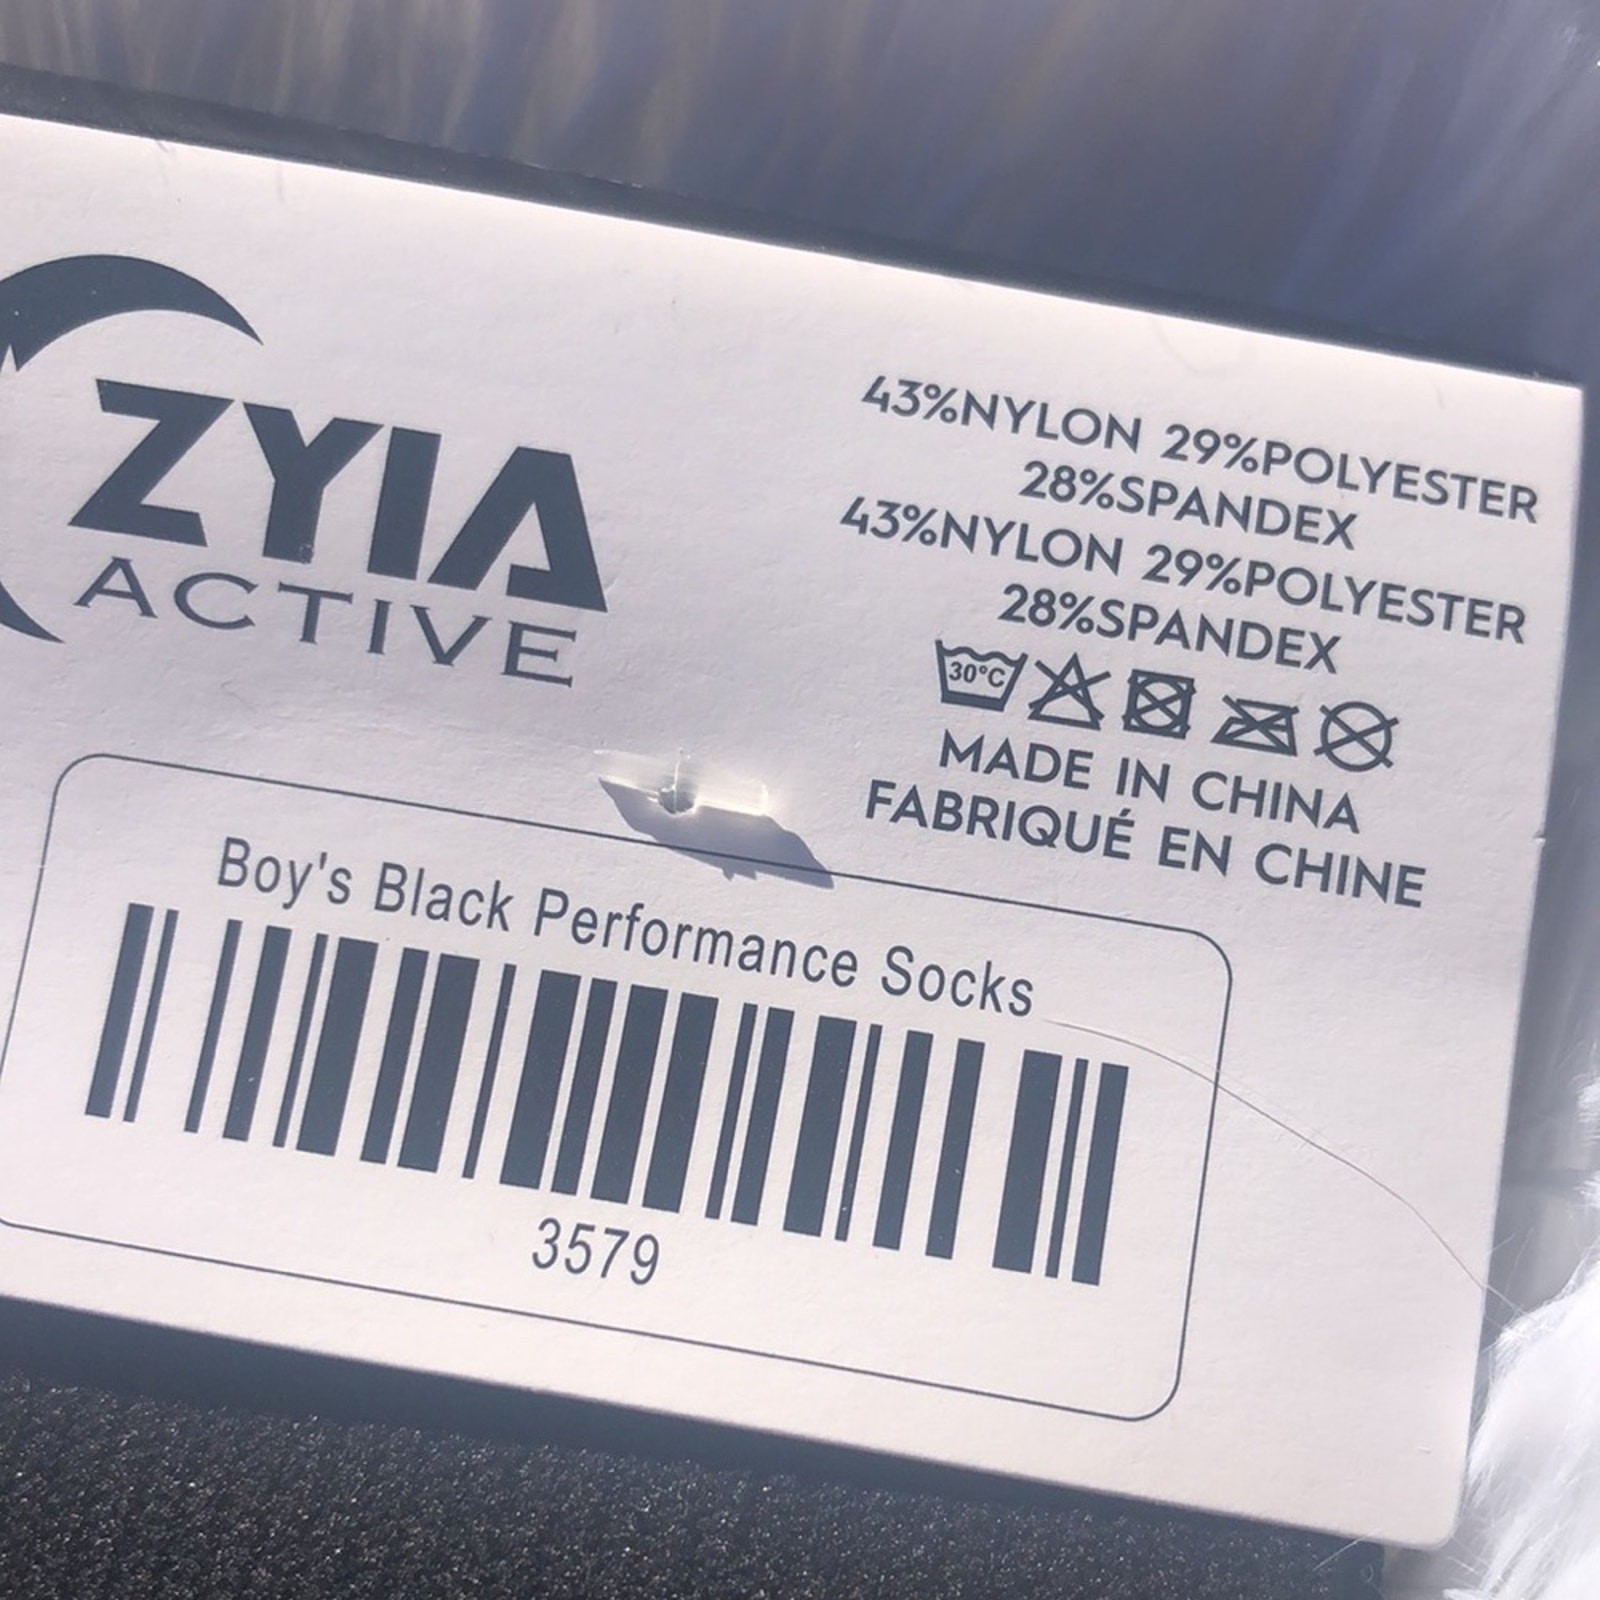 ZYIA
ACTIVE
43%NYLON 29%POLYESTER
28%SPANDEX
43%NYLON 29%POLYESTER
28%SPANDEX
30°C
MADE IN CHINA
FABRIQUÉ EN CHINE
Boy's Black Performance Socks
3579